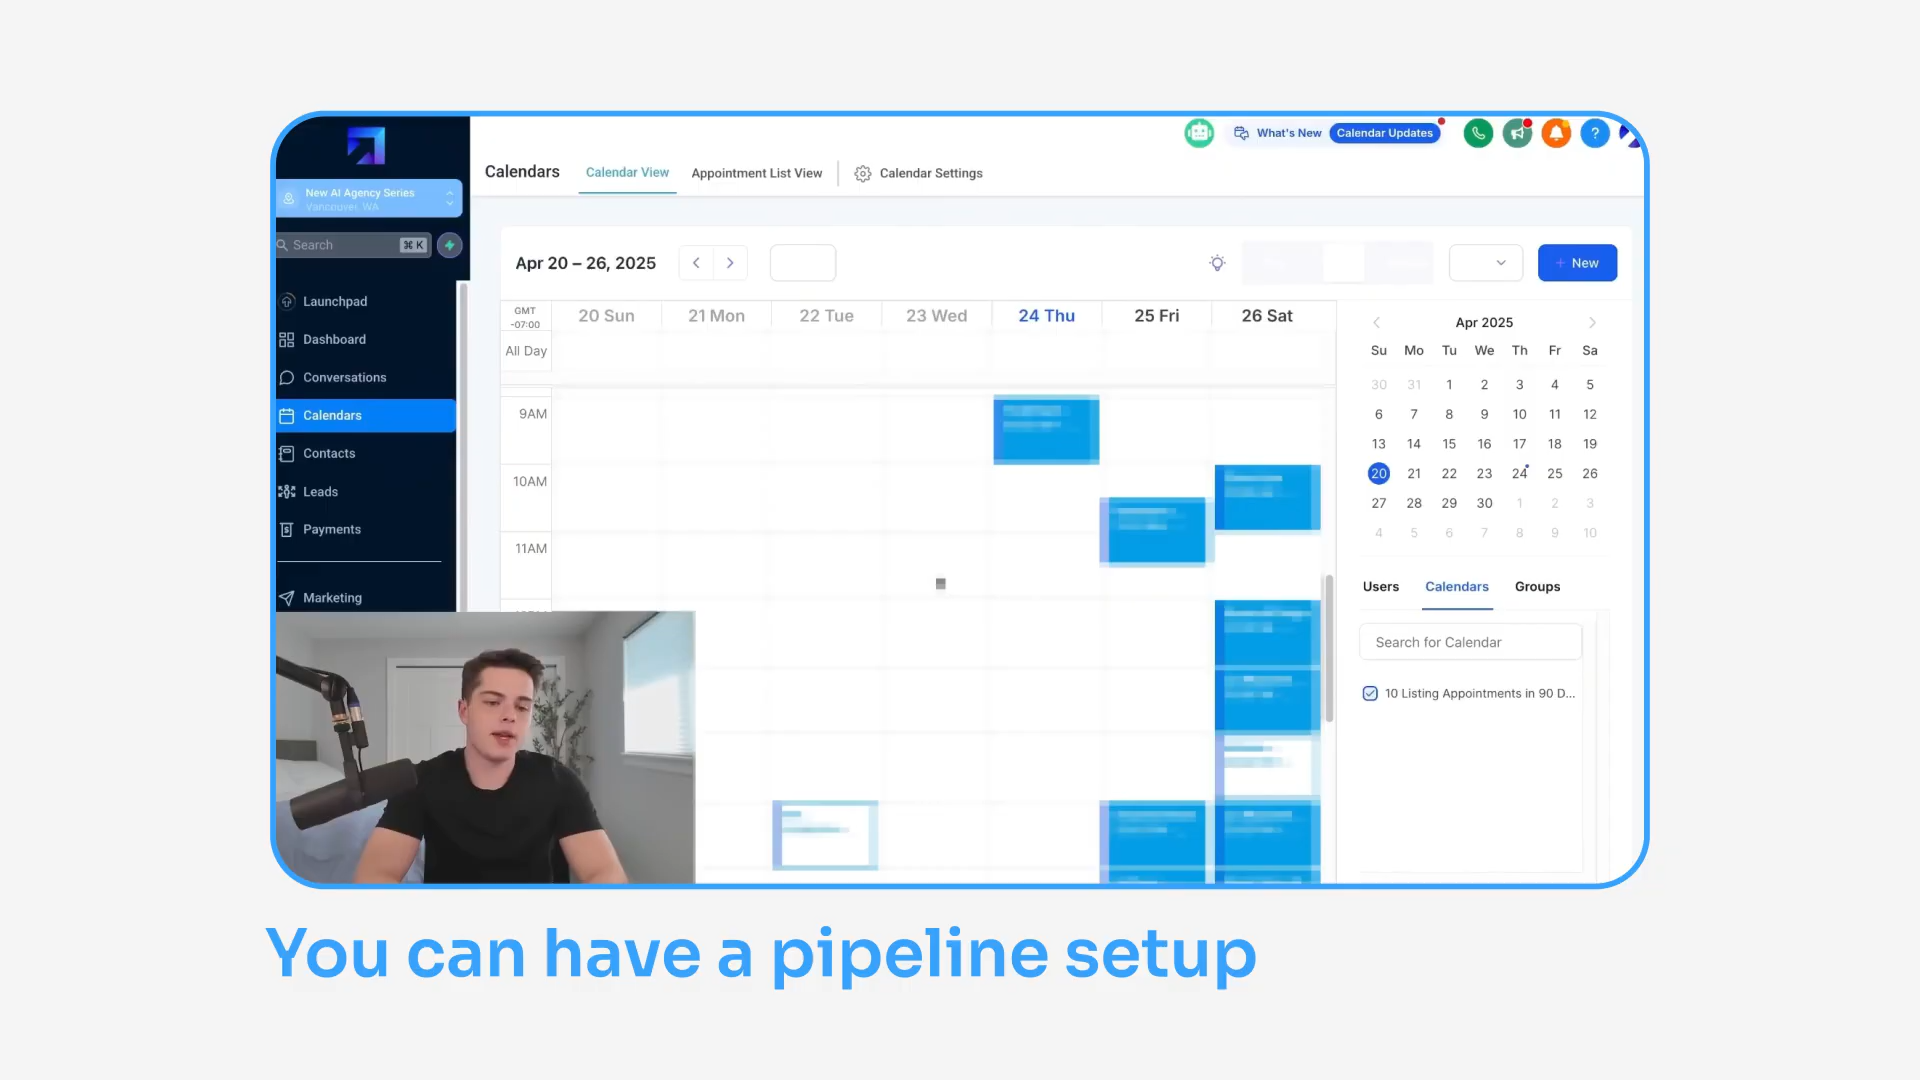 What's New
Calendar Updates
?
Calendars
Calendar View
Appointment List View
Calendar Settings
New AI Agency Series
Vancouver, WA
Search
⌘ K
Launchpad
Dashboard
Conversations
Calendars
Contacts
Leads
Payments
Marketing
Apr 20 – 26, 2025
+ New
GMT
-07:00
20 Sun
21 Mon
22 Tue
23 Wed
24 Thu
25 Fri
26 Sat
All Day
9AM
10AM
11AM
Apr 2025
Su Mo Tu We Th Fr Sa
30 31 1 2 3 4 5
6 7 8 9 10 11 12
13 14 15 16 17 18 19
20 21 22 23 24 25 26
27 28 29 30 1 2 3
4 5 6 7 8 9 10
Users
Calendars
Groups
Search for Calendar
10 Listing Appointments in 90 D...
You can have a pipeline setup